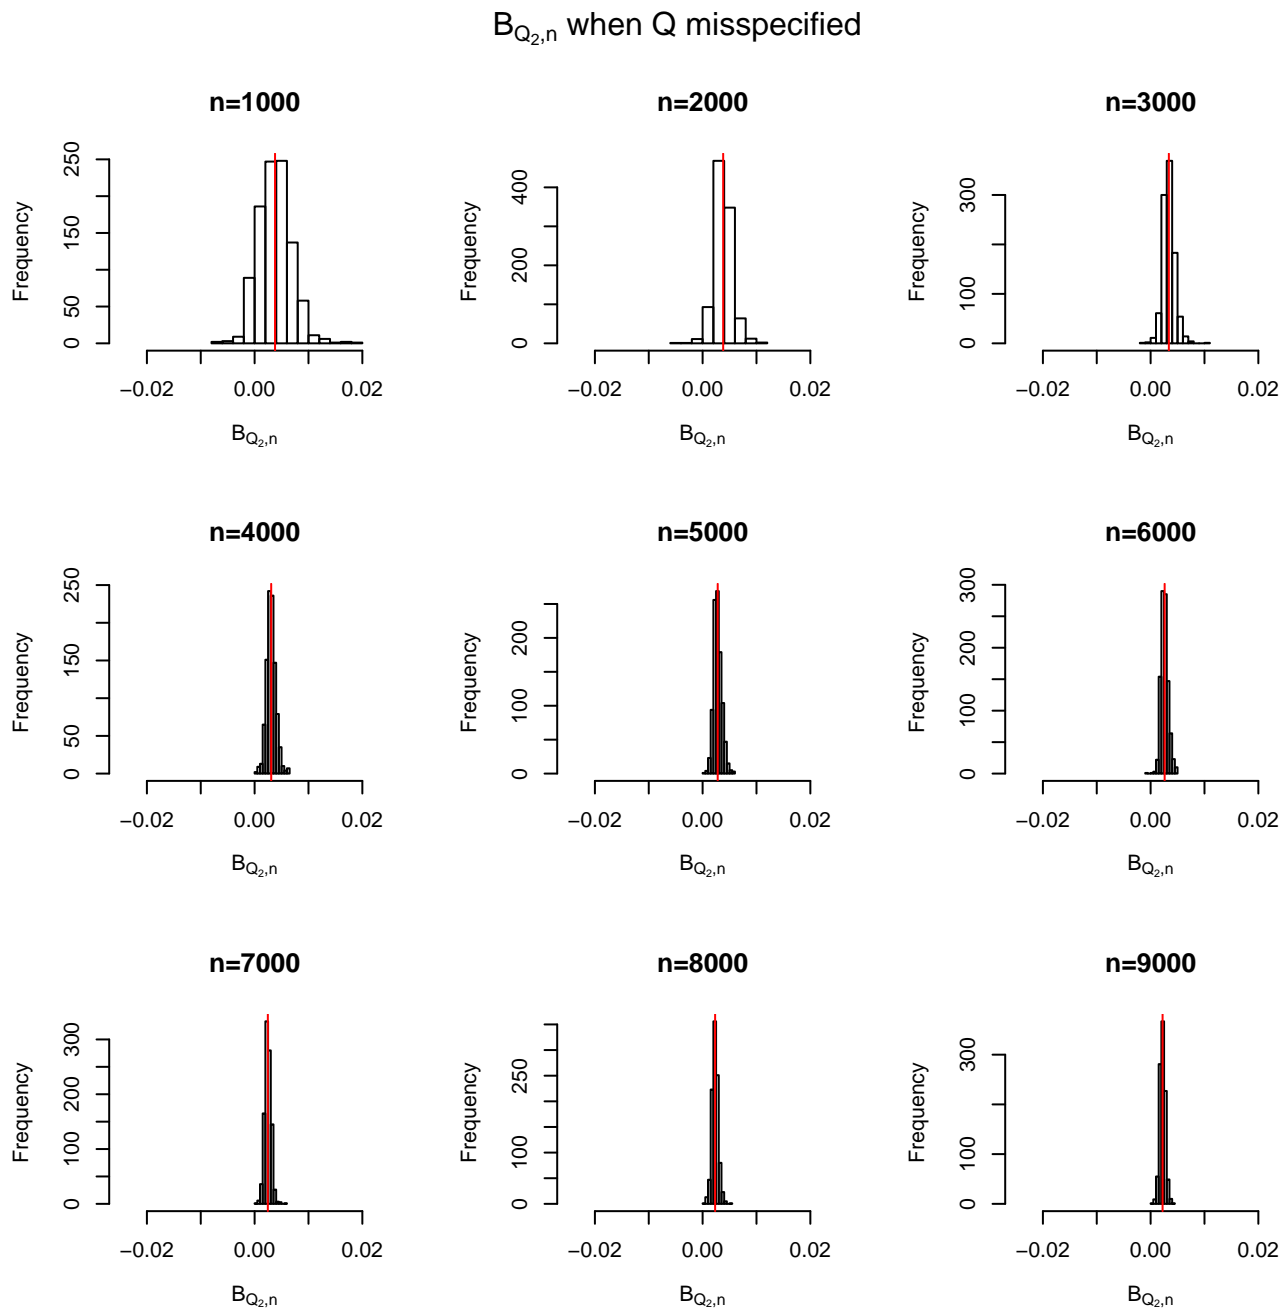 B_{Q_2,n} when Q misspecified
n=1000
Frequency
0 50 150 250
−0.02 0.00 0.02
B_{Q_2,n}
n=2000
Frequency
0 200 400
−0.02 0.00 0.02
B_{Q_2,n}
n=3000
Frequency
0 100 300
−0.02 0.00 0.02
B_{Q_2,n}
n=4000
Frequency
0 50 150 250
−0.02 0.00 0.02
B_{Q_2,n}
n=5000
Frequency
0 100 200
−0.02 0.00 0.02
B_{Q_2,n}
n=6000
Frequency
0 100 200 300
−0.02 0.00 0.02
B_{Q_2,n}
n=7000
Frequency
0 100 200 300
−0.02 0.00 0.02
B_{Q_2,n}
n=8000
Frequency
0 100 250
−0.02 0.00 0.02
B_{Q_2,n}
n=9000
Frequency
0 100 300
−0.02 0.00 0.02
B_{Q_2,n}